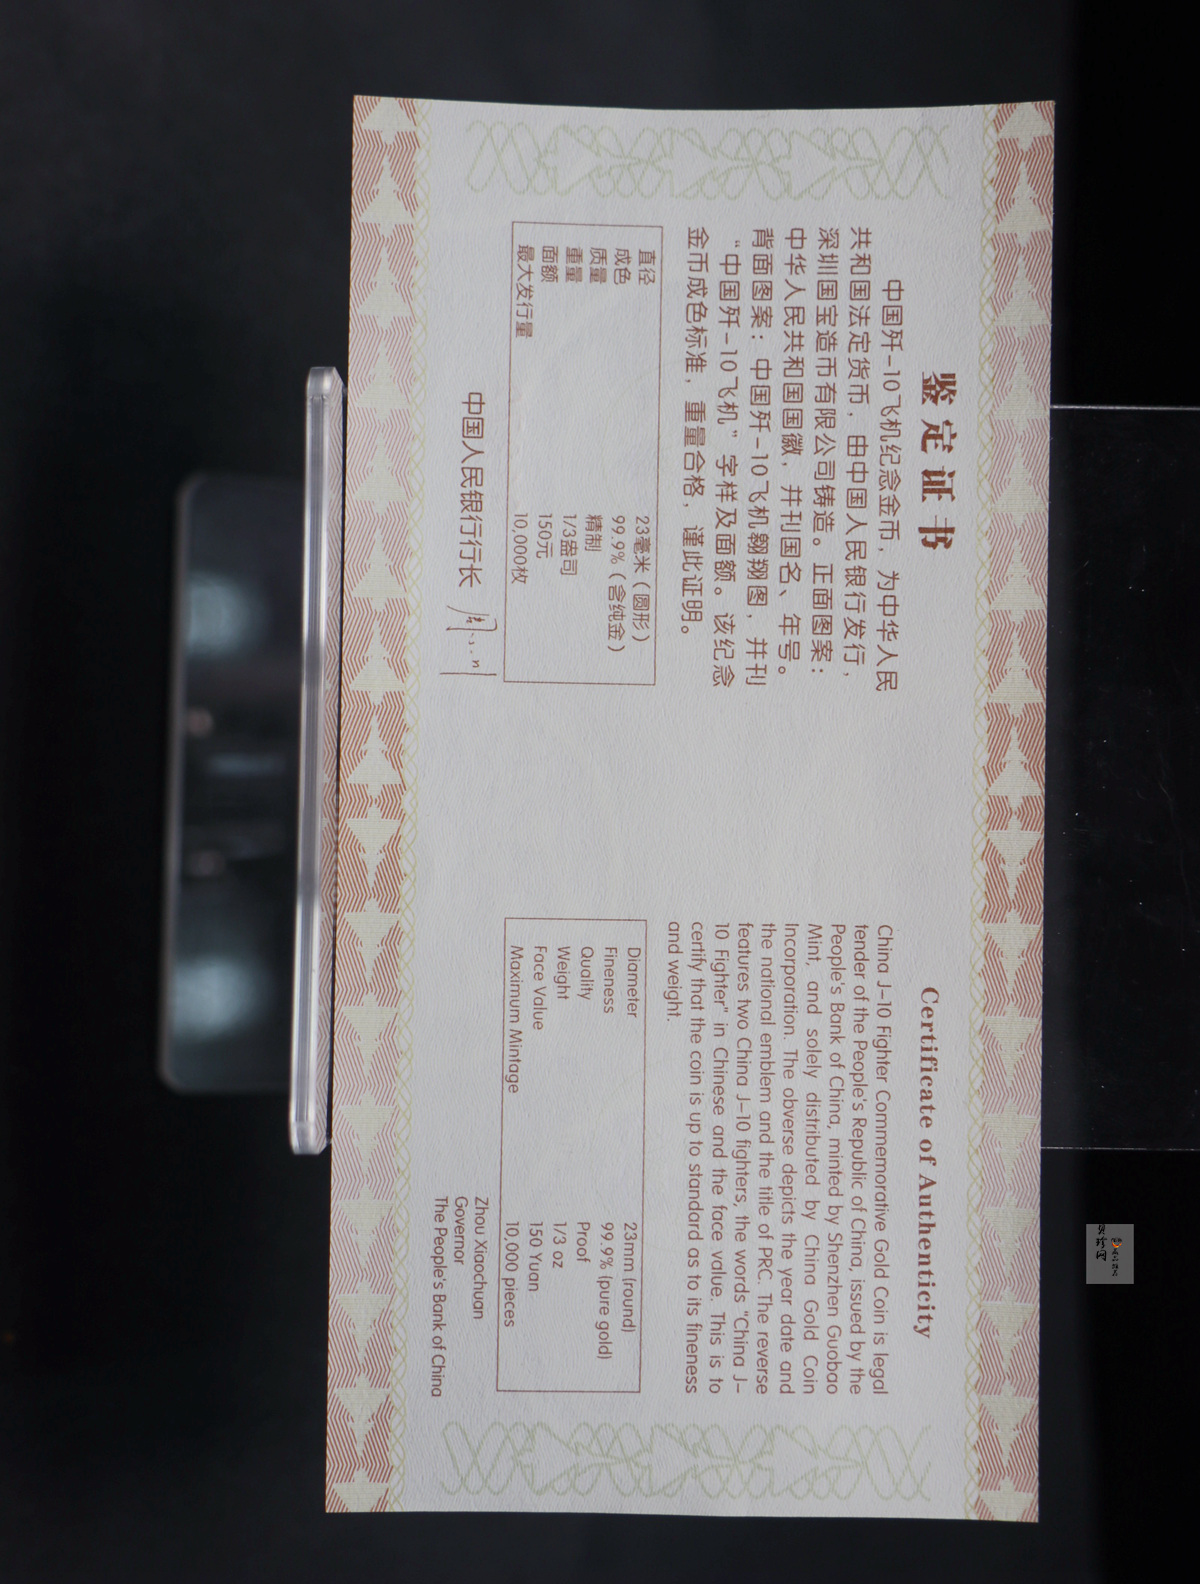 鉴定证书
中国歼-10飞机纪念金币，为中华人民
共和国法定货币，由中国人民银行发行，
深圳国宝造币有限公司铸造。正面图案：
中华人民共和国国徽，并刊国名、年号。
背面图案：中国歼-10飞机翱翔图，并刊
“中国歼-10飞机”字样及面额。该纪念
金币成色标准，重量合格，谨此证明。
直径 23毫米（圆形）
成色 99.9%（含纯金）
质量 精制
重量 1/3盎司
面额 150元
最大发行量 10,000枚
中国人民银行行长
Certificate of Authenticity
China J-10 Fighter Commemorative Gold Coin is legal
tender of the People's Republic of China, issued by the
People's Bank of China, minted by Shenzhen Guobao
Mint, and solely distributed by China Gold Coin
Incorporation. The obverse depicts the year date and
the national emblem and the title of PRC. The reverse
features two China J-10 fighters, the words "China J-
10 Fighter" in Chinese and the face value. This is to
certify that the coin is up to standard as to its fineness
and weight.
Diameter 23mm (round)
Fineness 99.9% (pure gold)
Quality Proof
Weight 1/3 oz
Face Value 150 Yuan
Maximum Mintage 10,000 pieces
Zhou Xiaochuan
Governor
The People's Bank of China